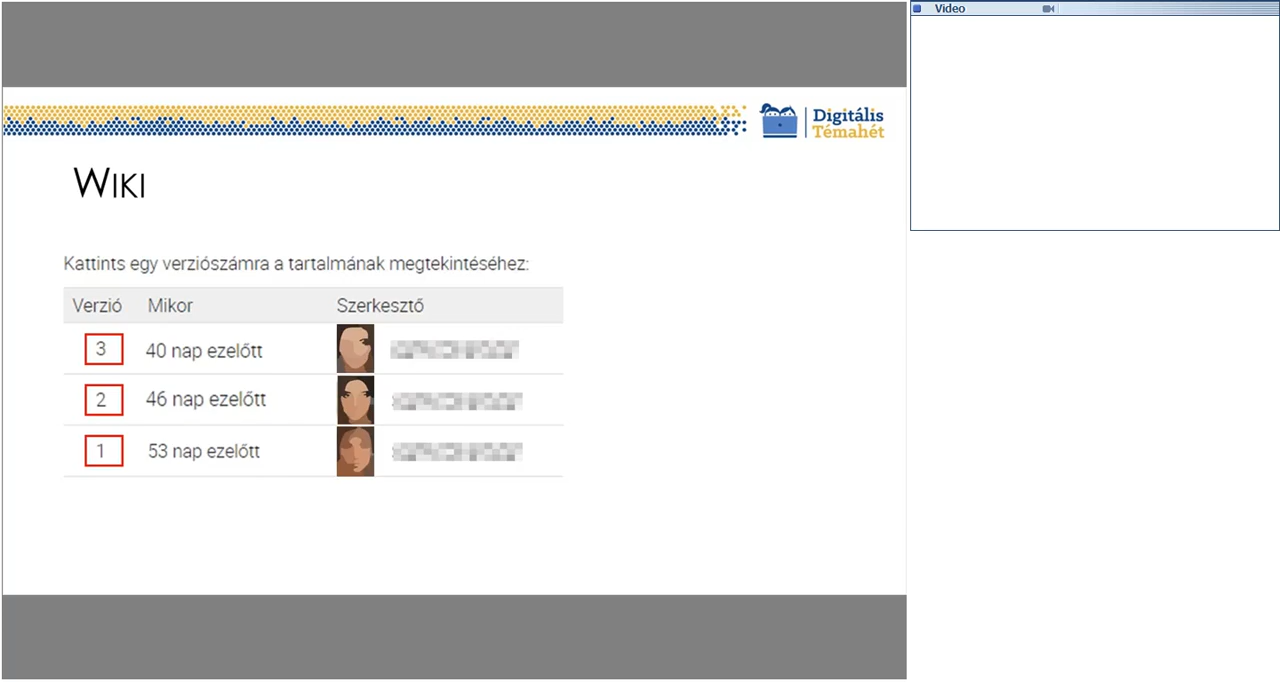 Video
Digitális
Témahét
WIKI
Kattints egy verziószámra a tartalmának megtekintéséhez:
Verzió Mikor Szerkesztő
3 40 nap ezelőtt
2 46 nap ezelőtt
1 53 nap ezelőtt